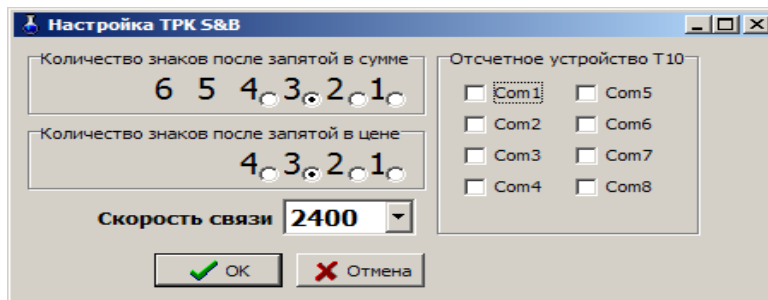 Настройка ТРК S&B
Количество знаков после запятой в сумме
6 5 4 3 2 1
Количество знаков после запятой в цене
4 3 2 1
Скорость связи 2400
OK
Отмена
Отсчетное устройство Т10
Com1 Com5
Com2 Com6
Com3 Com7
Com4 Com8